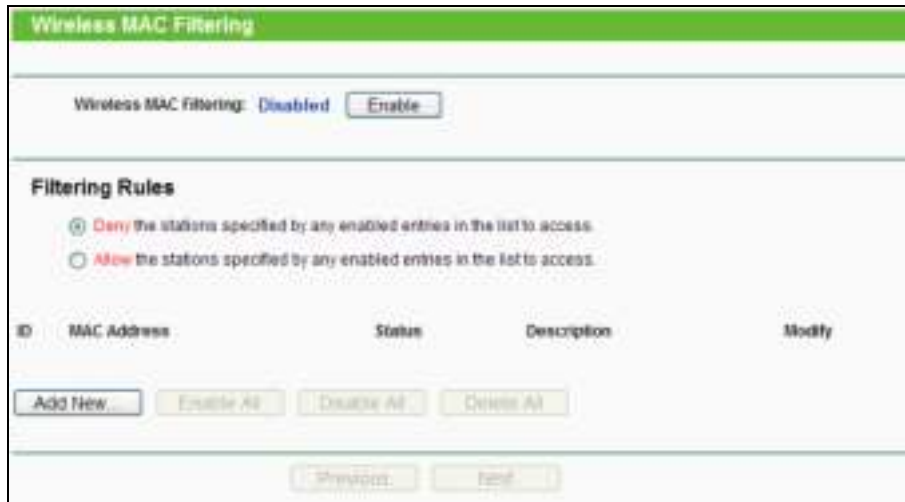 Wireless MAC Filtering
Wireless MAC Filtering: Disabled Enable
Filtering Rules
Deny the stations specified by any enabled entries in the list to access.
Allow the stations specified by any enabled entries in the list to access.
ID MAC Address Status Description Modify
Add New... Enable All Disable All Delete All
Previous Next